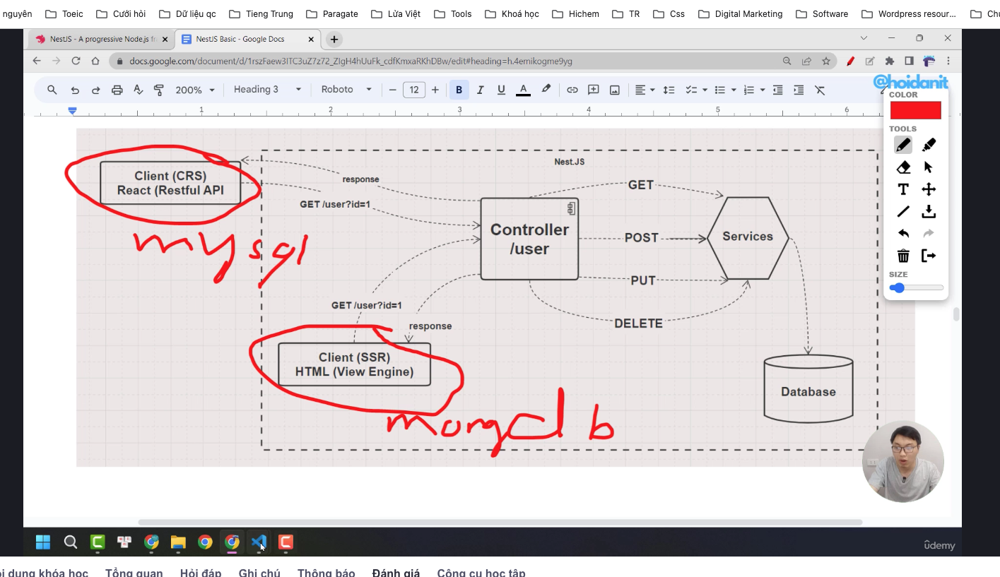 nguyên Toeic Cưới hỏi Dữ liệu qc Tieng Trung Paragate Lừa Việt Tools Khoá học Hichem TR Css Digital Marketing Software Wordpress resour...
NestJS - A progressive Node.js fr NestJS Basic - Google Docs
docs.google.com/document/d/1rszFaew3ITC3uZ7z72_ZIgH4hUuFk_cdfKmxaRKhDBw/edit#heading=h.4emikogme9yg
200% Heading 3 Roboto 12 B I U A
@hoidanit
COLOR
1 2 3 4 5 6
TOOLS
T
SIZE
Nest.JS
Client (CRS)
React (Restful API
response
GET /user?id=1
mysql
Controller
/user
GET
POST
PUT
DELETE
Services
GET /user?id=1
response
Client (SSR)
HTML (View Engine)
mongd b
Database
ûdemy
dung khóa học Tổng quan Hỏi đáp Ghi chú Thông báo Đánh giá Công cụ học tập